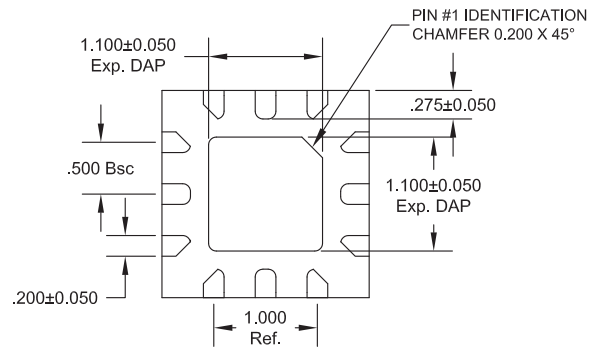 PIN #1 IDENTIFICATION
CHAMFER 0.200 X 45°
1.100±0.050
Exp. DAP
.275±0.050
.500 Bsc
1.100±0.050
Exp. DAP
.200±0.050
1.000
Ref.